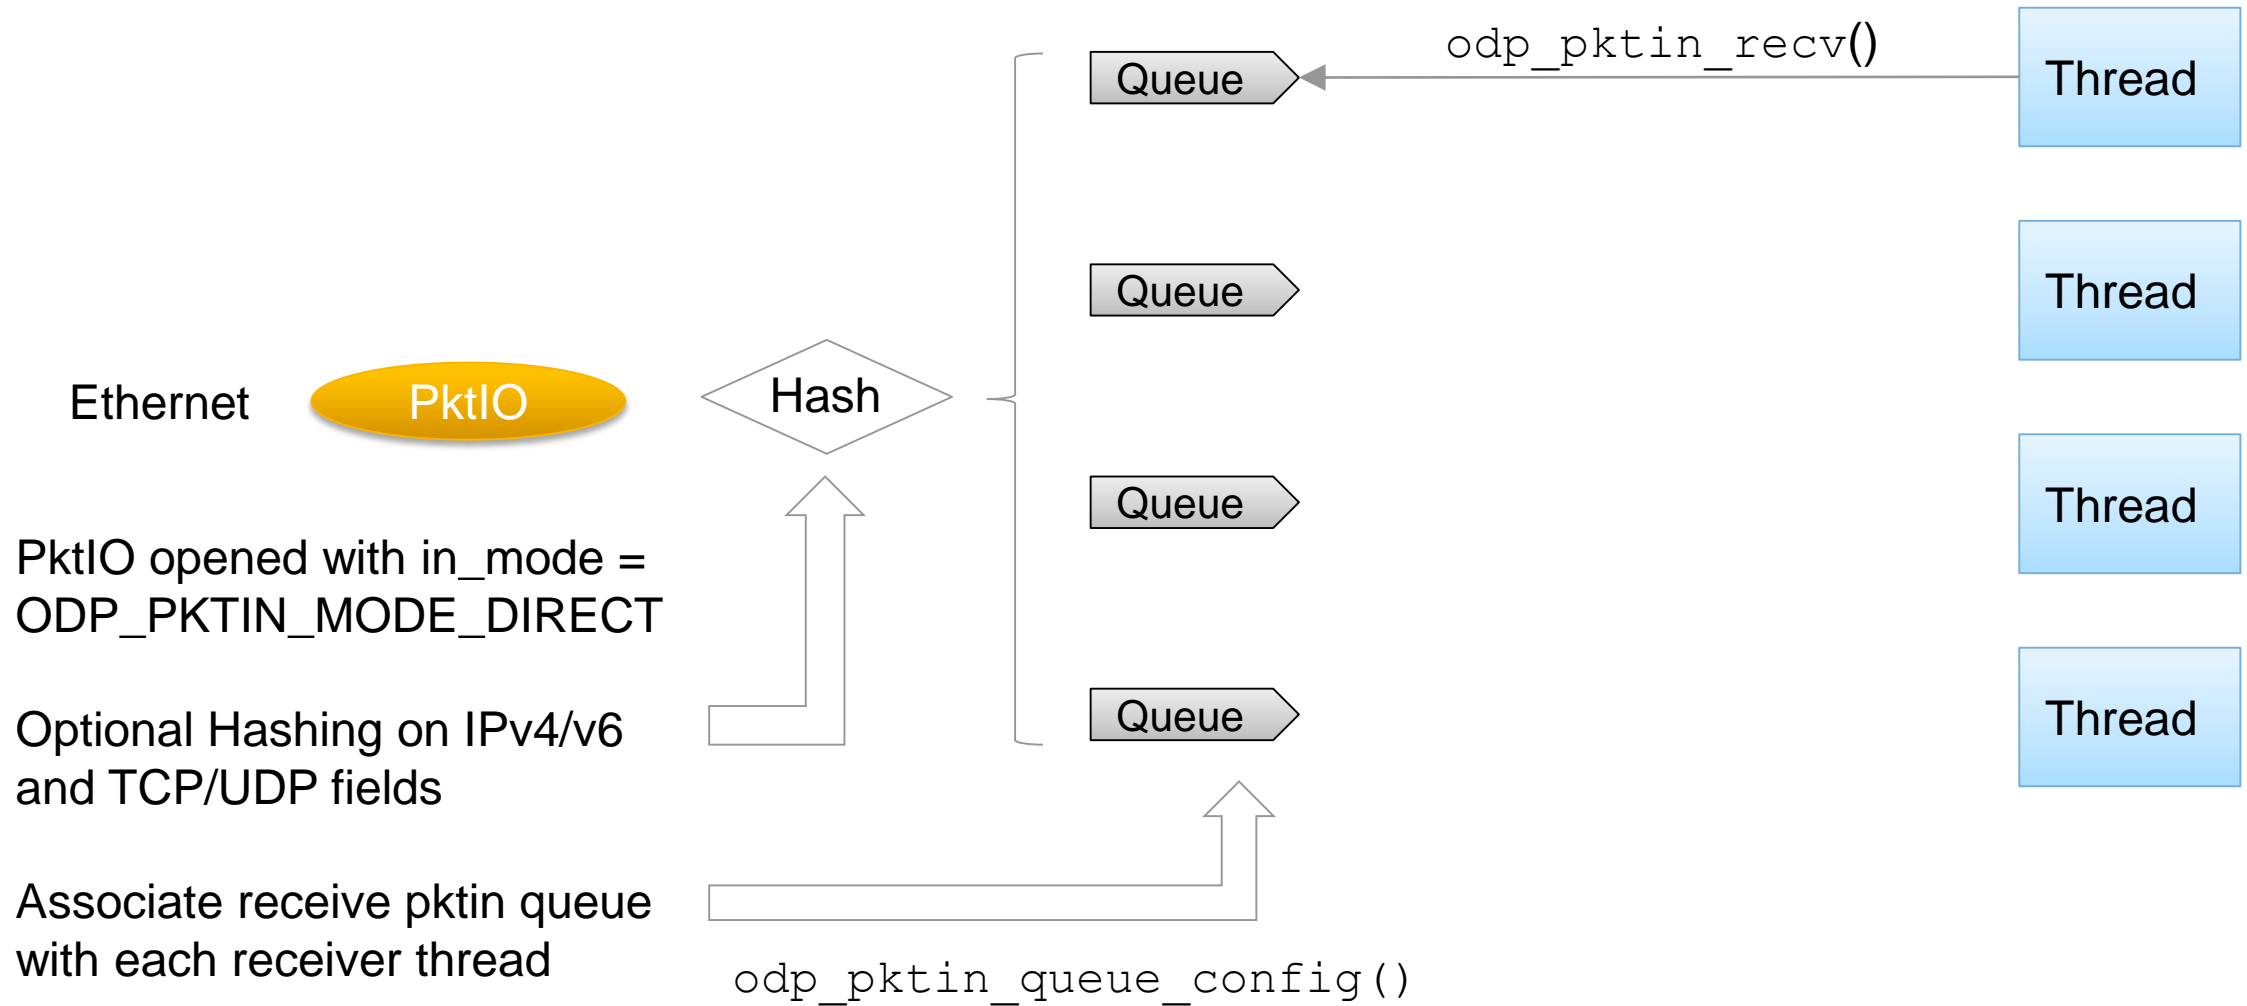 odp_pktin_recv()
Queue
Thread
Queue
Thread
Ethernet
PktIO
Hash
Queue
Thread
PktIO opened with in_mode =
ODP_PKTIN_MODE_DIRECT
Queue
Thread
Optional Hashing on IPv4/v6
and TCP/UDP fields
Associate receive pktin queue
with each receiver thread
odp_pktin_queue_config()